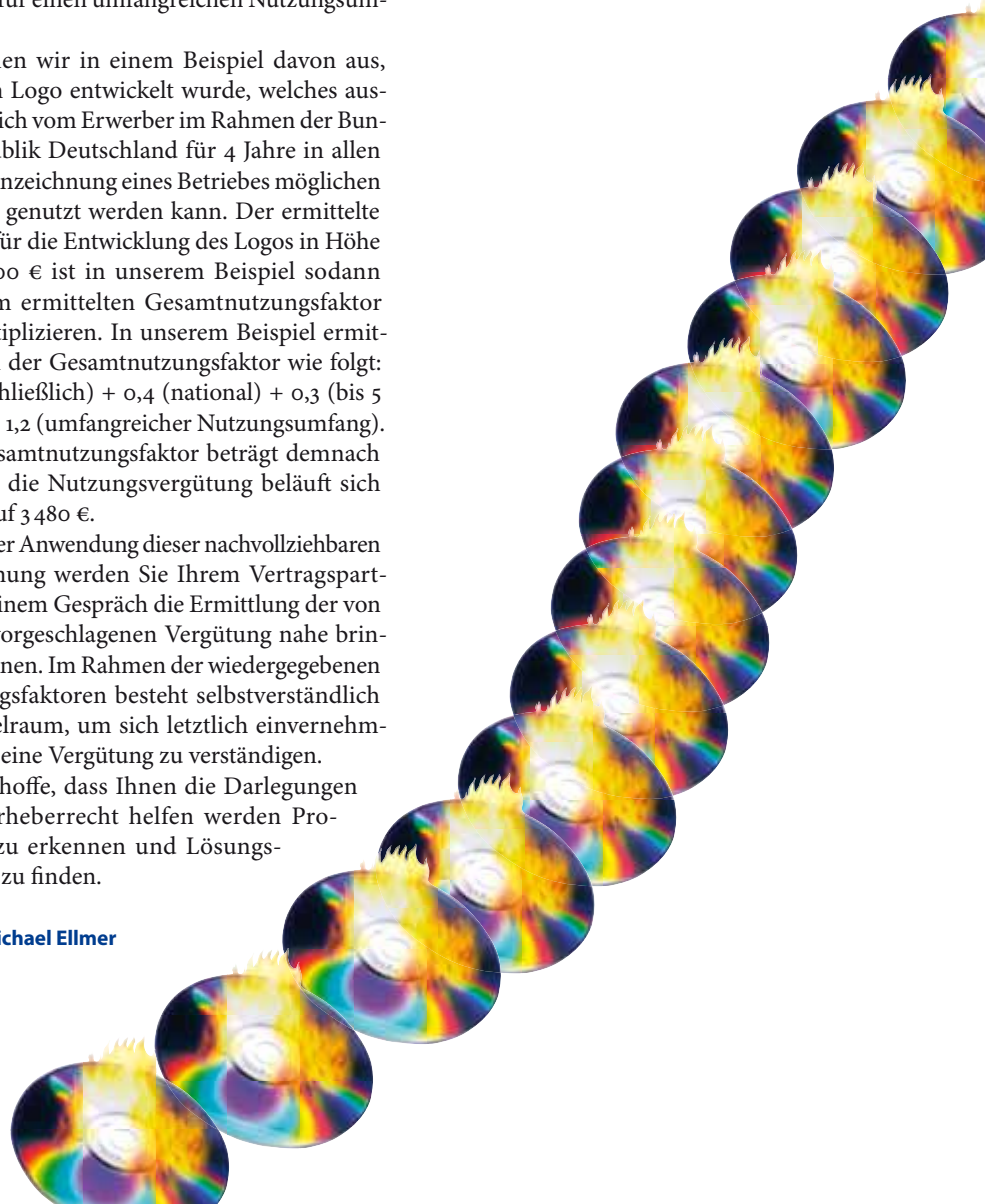 für einen umfangreichen Nutzungsum-
en wir in einem Beispiel davon aus,
Logo entwickelt wurde, welches aus-
ich vom Erwerber im Rahmen der Bun-
blik Deutschland für 4 Jahre in allen
nzeichnung eines Betriebes möglichen
genutzt werden kann. Der ermittelte
für die Entwicklung des Logos in Höhe
00 € ist in unserem Beispiel sodann
m ermittelten Gesamtnutzungsfaktor
tiplizieren. In unserem Beispiel ermit-
der Gesamtnutzungsfaktor wie folgt:
hließlich) + 0,4 (national) + 0,3 (bis 5
1,2 (umfangreicher Nutzungsumfang).
samtnutzungsfaktor beträgt demnach
die Nutzungsvergütung beläuft sich
uf 3 480 €.
er Anwendung dieser nachvollziehbaren
nung werden Sie Ihrem Vertragspart-
inem Gespräch die Ermittlung der von
vorgeschlagenen Vergütung nahe brin-
nen. Im Rahmen der wiedergegebenen
gsfaktoren besteht selbstverständlich
elraum, um sich letztlich einvernehm-
eine Vergütung zu verständigen.
hoffe, dass Ihnen die Darlegungen
rheberrecht helfen werden Pro-
zu erkennen und Lösungs-
zu finden.
ichael Ellmer